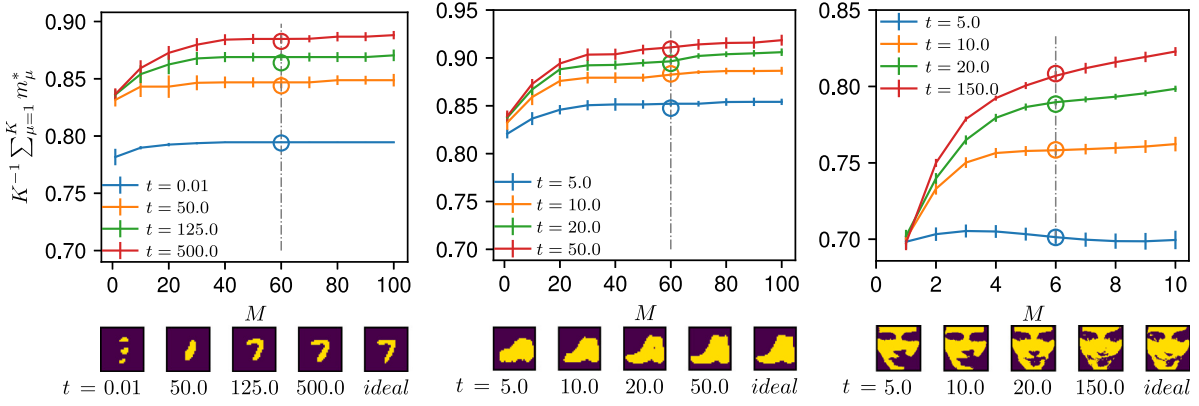 K^{-1} \sum_{\mu=1}^{K} m_\mu^*
0.90
0.85
0.80
0.75
0.70
t = 0.01
t = 50.0
t = 125.0
t = 500.0
0 20 40 60 80 100
M
t = 0.01 50.0 125.0 500.0 ideal
0.95
0.90
0.85
0.80
0.75
0.70
t = 5.0
t = 10.0
t = 20.0
t = 50.0
0 20 40 60 80 100
M
t = 5.0 10.0 20.0 50.0 ideal
0.85
0.80
0.75
0.70
t = 5.0
t = 10.0
t = 20.0
t = 150.0
0 2 4 6 8 10
M
t = 5.0 10.0 20.0 150.0 ideal